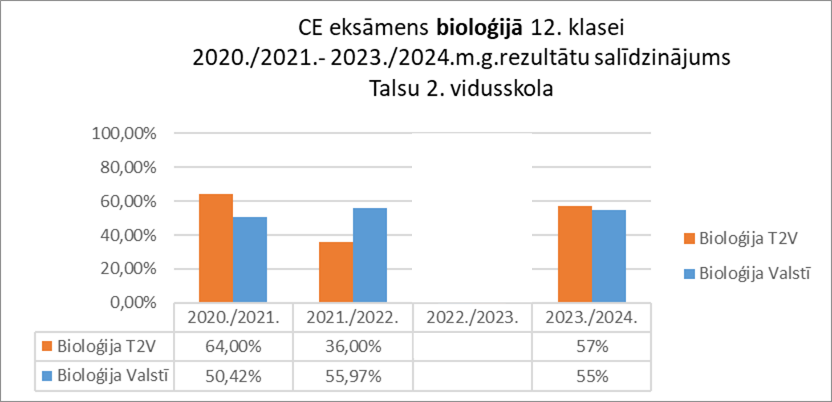 CE eksāmens bioloģijā 12. klasei
2020./2021.- 2023./2024.m.g.rezultātu salīdzinājums
Talsu 2. vidusskola
100,00%
80,00%
60,00%
40,00%
20,00%
0,00%
Bioloģija T2V
Bioloģija Valstī
2020./2021. 2021./2022. 2022./2023. 2023./2024.
Bioloģija T2V 64,00% 36,00% 57%
Bioloģija Valstī 50,42% 55,97% 55%